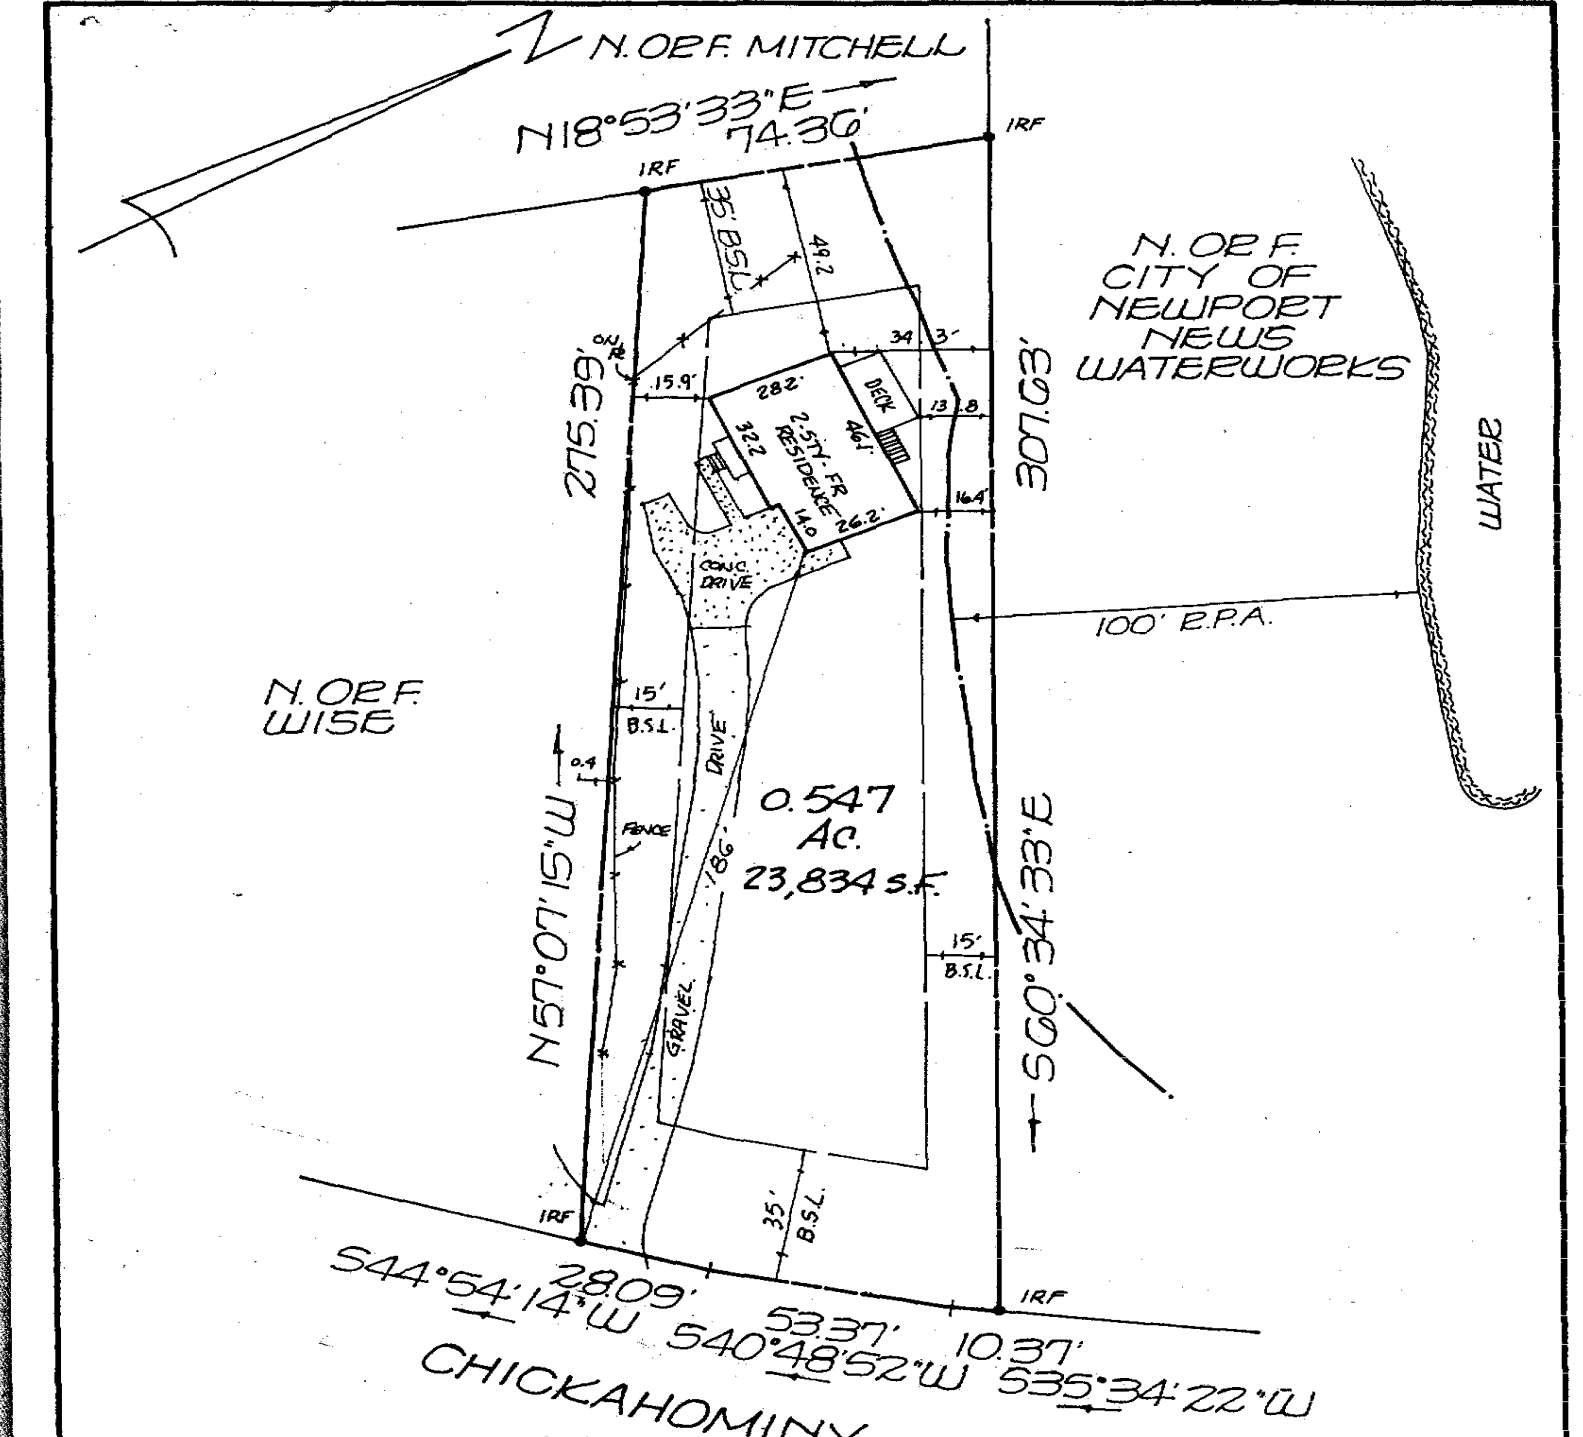 N. OR F. MITCHELL
N18°53'33"E
74.36'
IRF
IRF
35' B.S.L.
49.2
N. OR F.
CITY OF
NEWPORT
NEWS
WATERWORKS
ON
15.9'
28.2'
34.3'
DECK
13.8
275.39'
307.63'
32.2
2.5TY-FR
RESIDENCE
46.1'
WATER
14.0
26.2'
16.4'
CONC.
DRIVE
100' R.P.A.
N. OR F.
WISE
15'
B.S.L.
DRIVE
0.4
0.547
AC.
23,834 S.F.
FENCE
186'
N57°07'15"W
S60°34'33"E
15'
B.S.L.
GRAVEL
35'
B.S.L.
IRF
IRF
S44°54'14"W
28.09'
53.37'
S40°48'52"W
10.37'
S35°34'22"W
CHICKAHOMINY